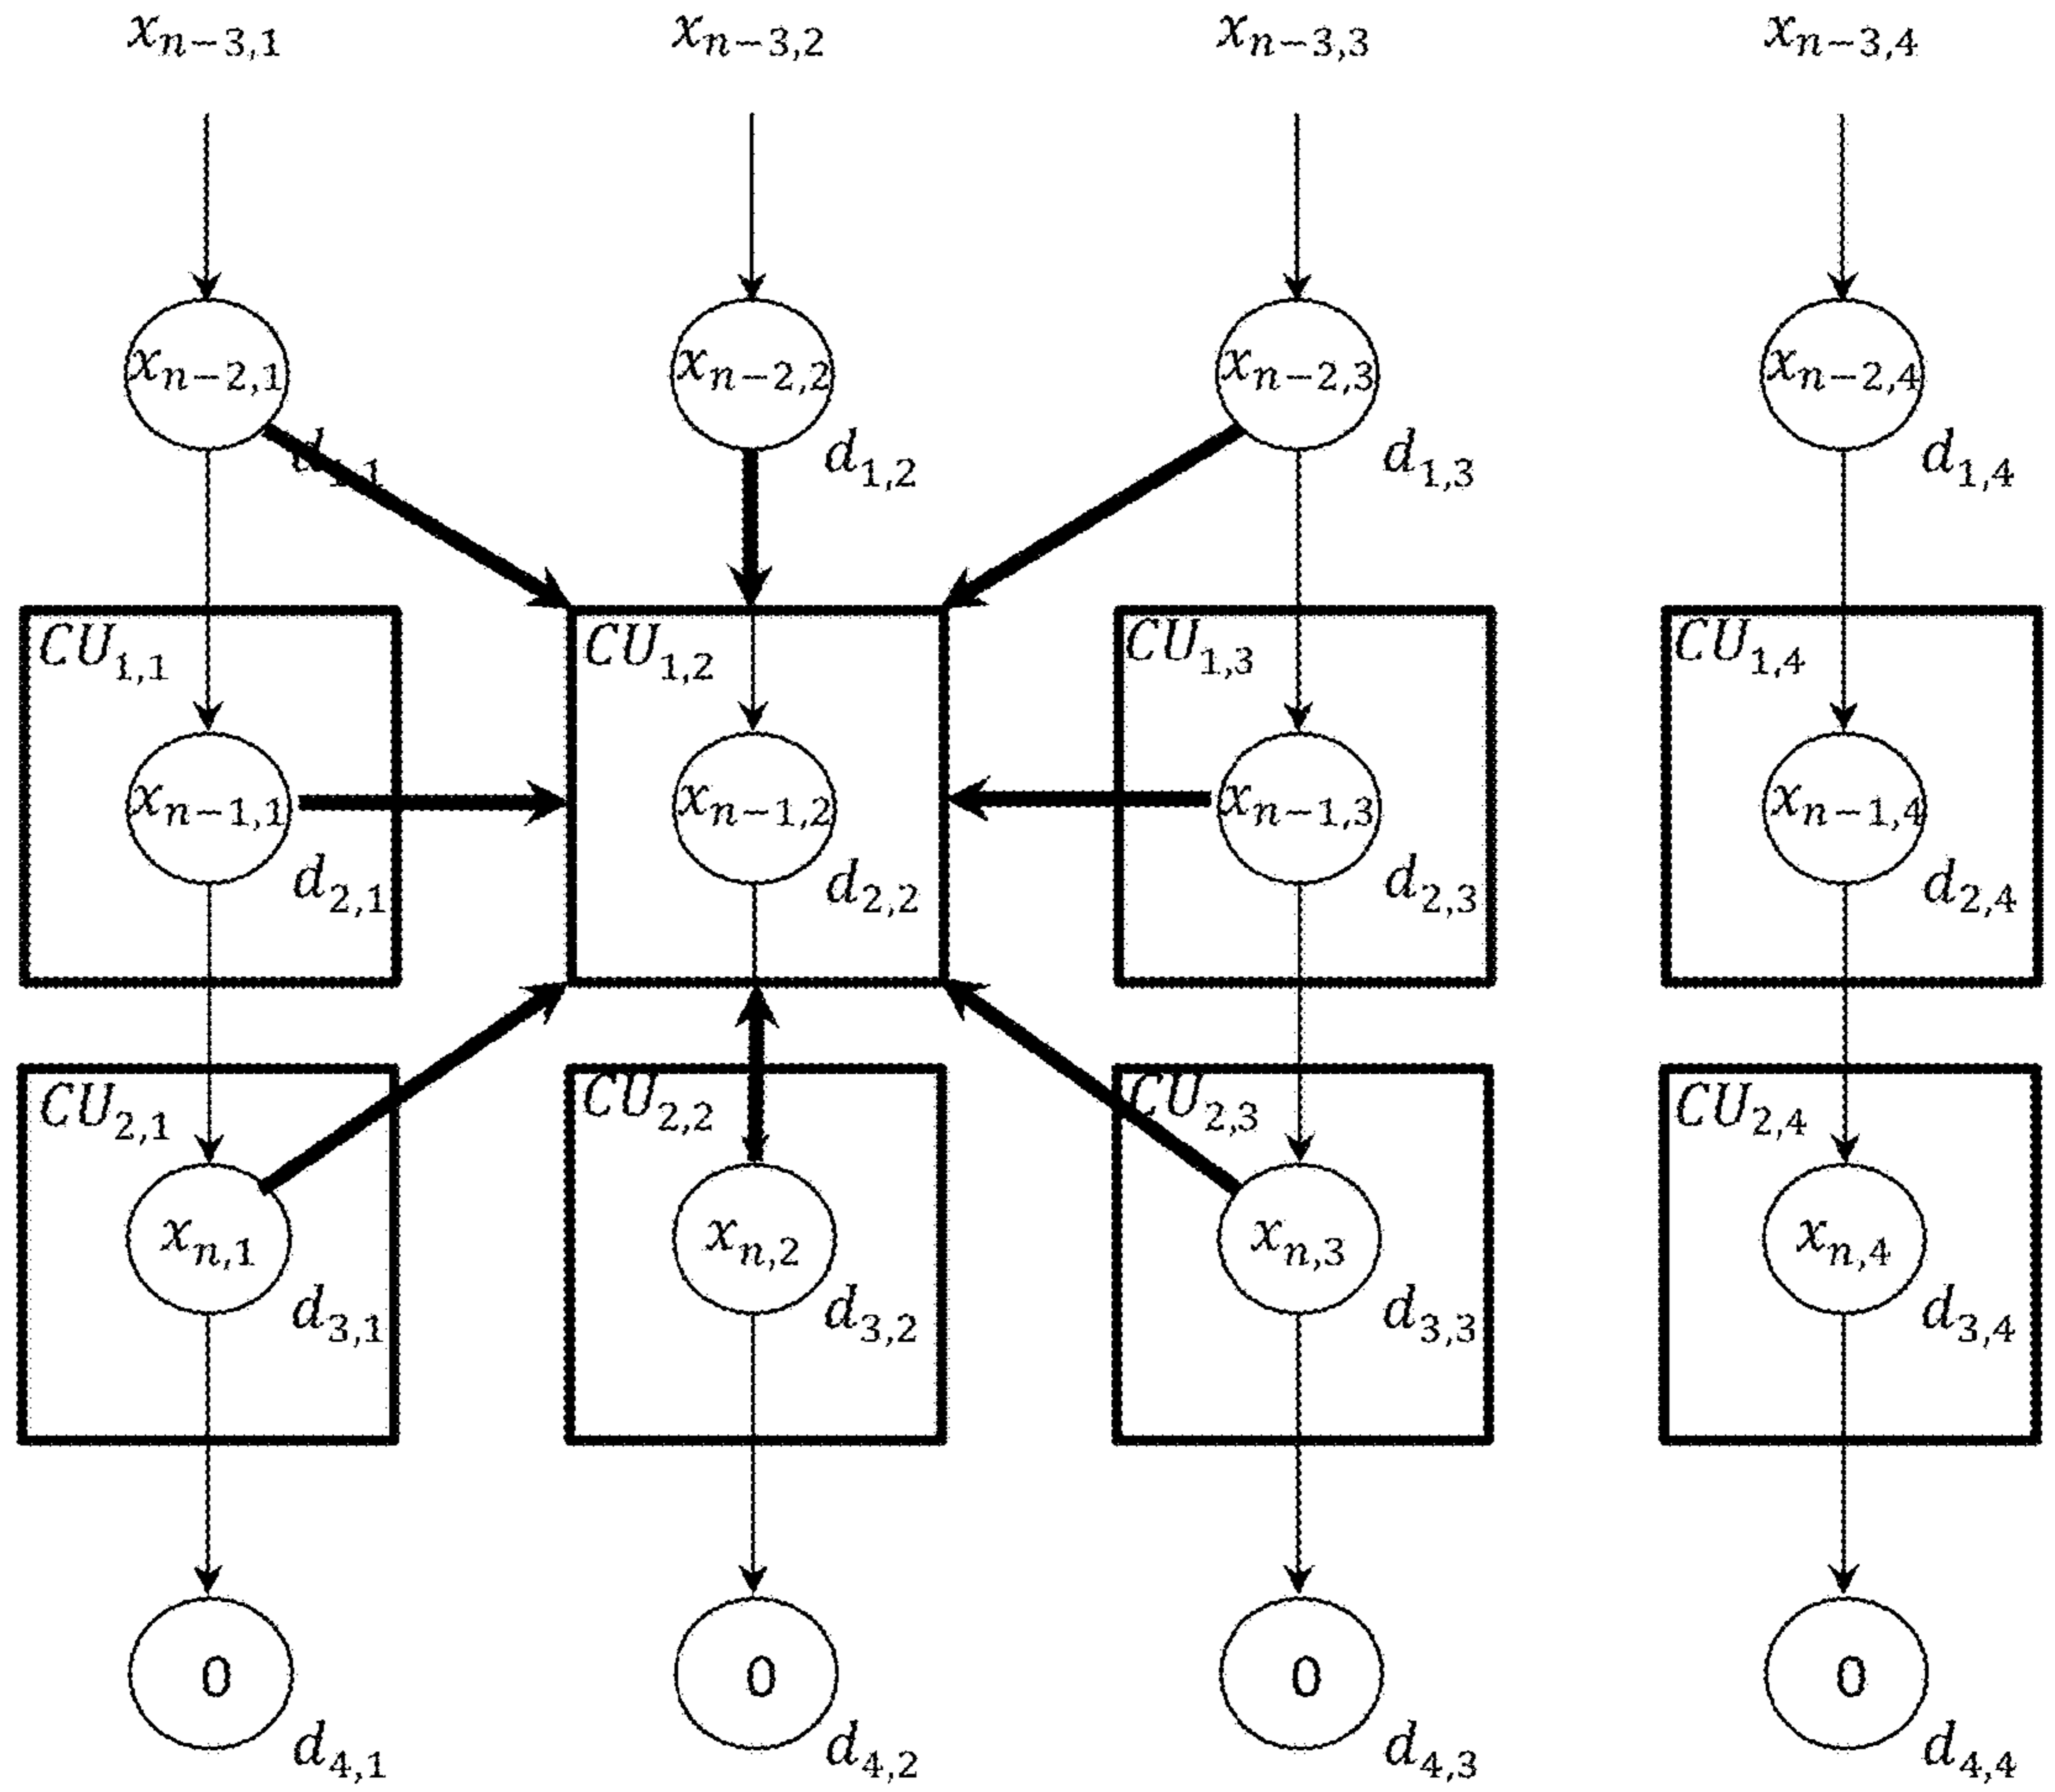 x_{n-3,1} x_{n-3,2} x_{n-3,3} x_{n-3,4}
x_{n-2,1} x_{n-2,2} x_{n-2,3} x_{n-2,4}
d_{1,1} d_{1,2} d_{1,3} d_{1,4}
CU_{1,1} CU_{1,2} CU_{1,3} CU_{1,4}
x_{n-1,1} x_{n-1,2} x_{n-1,3} x_{n-1,4}
d_{2,1} d_{2,2} d_{2,3} d_{2,4}
CU_{2,1} CU_{2,2} CU_{2,3} CU_{2,4}
x_{n,1} x_{n,2} x_{n,3} x_{n,4}
d_{3,1} d_{3,2} d_{3,3} d_{3,4}
0 0 0 0
d_{4,1} d_{4,2} d_{4,3} d_{4,4}